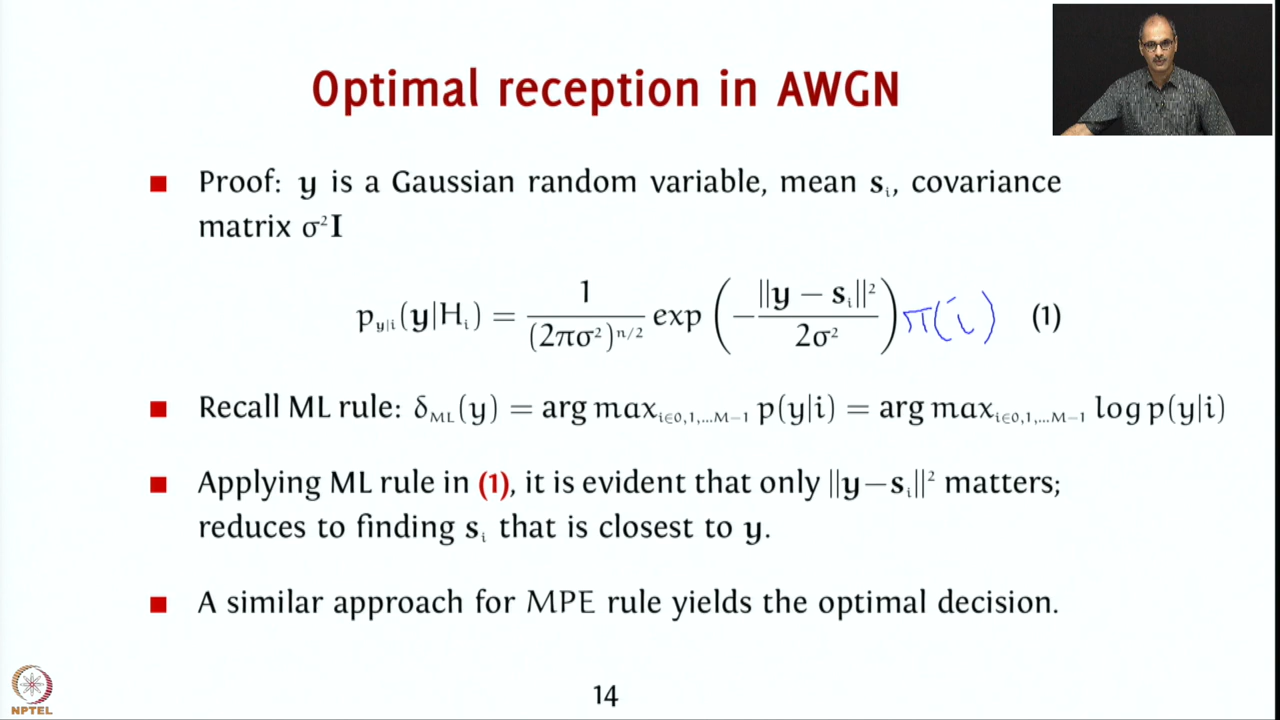 Optimal reception in AWGN
■ Proof: y is a Gaussian random variable, mean sᵢ, covariance
matrix σ²I
p_{y|i}(y|Hᵢ) = 1/(2πσ²)^{n/2} exp(−‖y − sᵢ‖²/2σ²) π(i) (1)
■ Recall ML rule: δ_{ML}(y) = arg max_{i∈0,1,...M−1} p(y|i) = arg max_{i∈0,1,...M−1} log p(y|i)
■ Applying ML rule in (1), it is evident that only ‖y−sᵢ‖² matters;
reduces to finding sᵢ that is closest to y.
■ A similar approach for MPE rule yields the optimal decision.
NPTEL
14